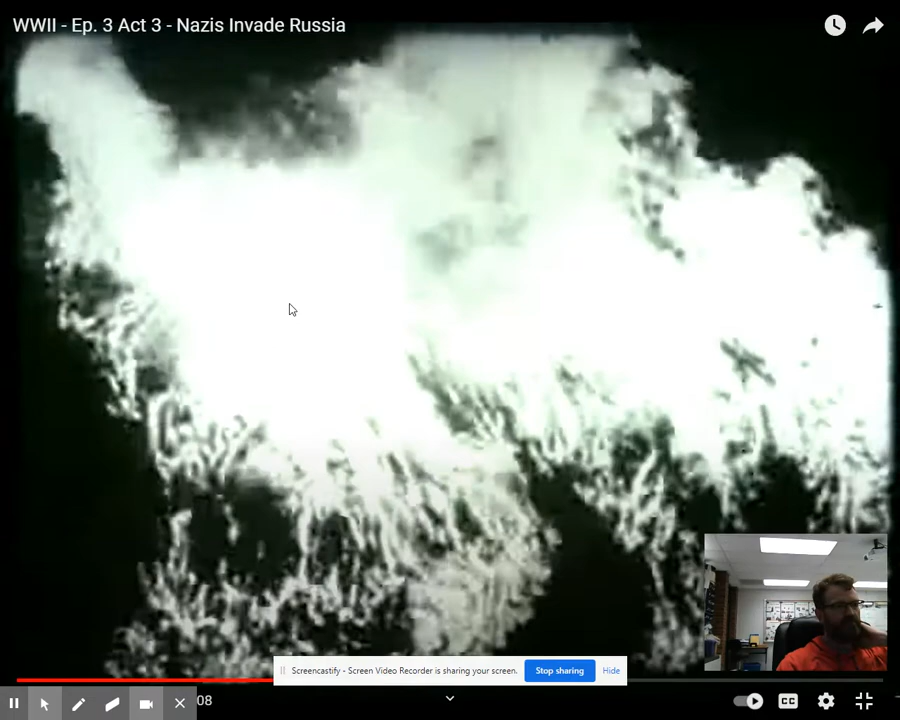 WWII - Ep. 3 Act 3 - Nazis Invade Russia
Screencastify - Screen Video Recorder is sharing your screen. Stop sharing Hide
08 CC